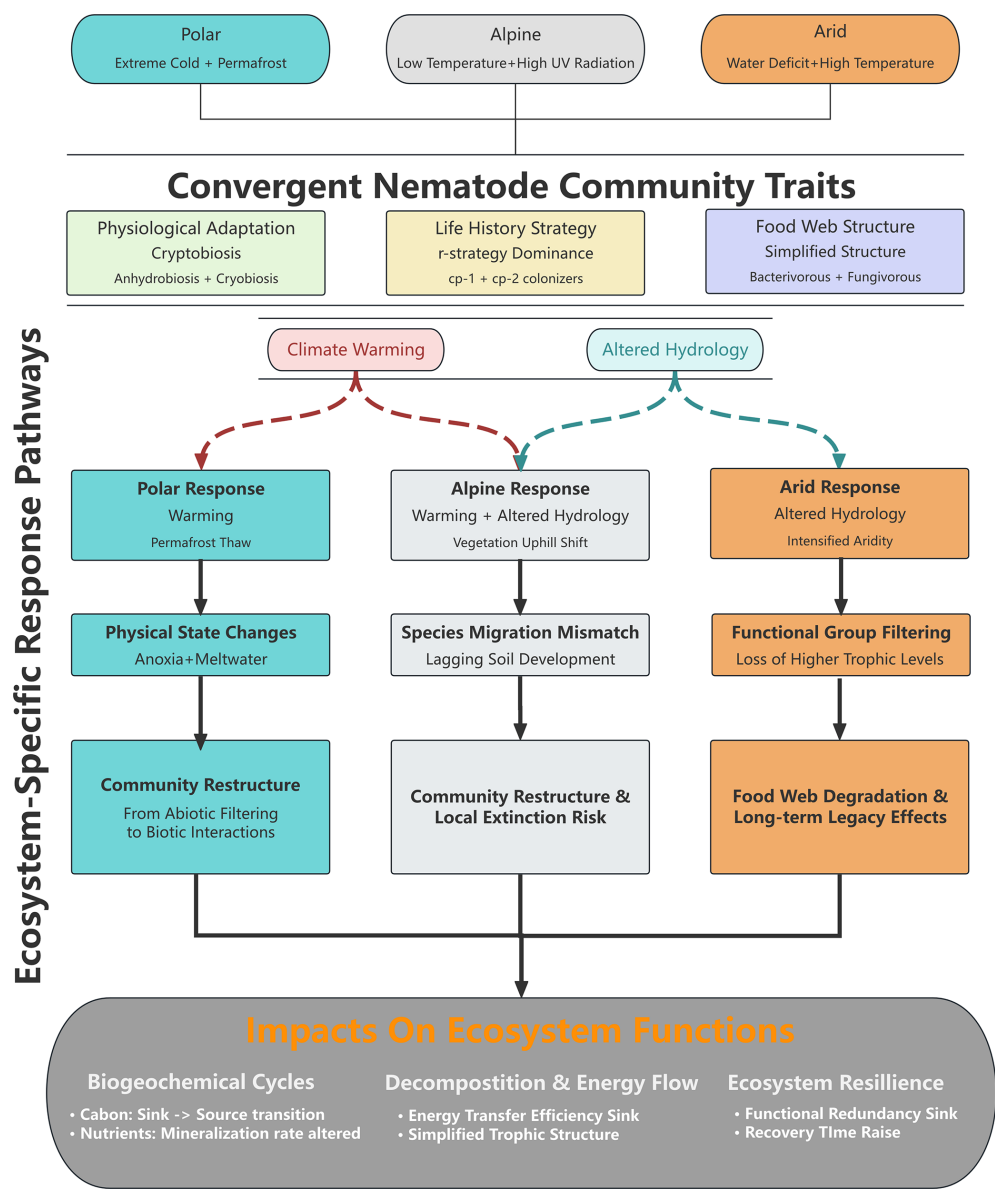 Polar
Extreme Cold + Permafrost
Alpine
Low Temperature+High UV Radiation
Arid
Water Deficit+High Temperature
Convergent Nematode Community Traits
Physiological Adaptation
Cryptobiosis
Anhydrobiosis + Cryobiosis
Life History Strategy
r-strategy Dominance
cp-1 + cp-2 colonizers
Food Web Structure
Simplified Structure
Bacterivorous + Fungivorous
Ecosystem-Specific Response Pathways
Climate Warming
Altered Hydrology
Polar Response
Warming
Permafrost Thaw
Alpine Response
Warming + Altered Hydrology
Vegetation Uphill Shift
Arid Response
Altered Hydrology
Intensified Aridity
Physical State Changes
Anoxia+Meltwater
Species Migration Mismatch
Lagging Soil Development
Functional Group Filtering
Loss of Higher Trophic Levels
Community Restructure
From Abiotic Filtering
to Biotic Interactions
Community Restructure &
Local Extinction Risk
Food Web Degradation &
Long-term Legacy Effects
Impacts On Ecosystem Functions
Biogeochemical Cycles
• Cabon: Sink -> Source transition
• Nutrients: Mineralization rate altered
Decompostition & Energy Flow
• Energy Transfer Efficiency Sink
• Simplified Trophic Structure
Ecosystem Resillience
• Functional Redundancy Sink
• Recovery TIme Raise